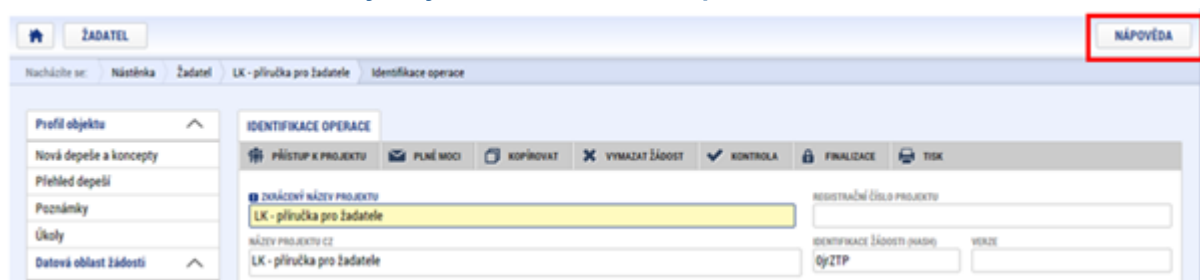 ŽADATEL
NÁPOVĚDA
Nacházíte se: Nástěnka Žadatel LK - příručka pro žadatele Identifikace operace
Profil objektu
Nová depeše a koncepty
Přehled depeší
Poznámky
Úkoly
Datová oblast žádosti
IDENTIFIKACE OPERACE
PŘÍSTUP K PROJEKTU PLNÉ MOCI KOPÍROVAT VYMAZAT ŽÁDOST KONTROLA FINALIZACE TISK
ZKRÁCENÝ NÁZEV PROJEKTU REGISTRAČNÍ ČÍSLO PROJEKTU
LK - příručka pro žadatele
NÁZEV PROJEKTU CZ IDENTIFIKACE ŽÁDOSTI (HASH) VERZE
LK - příručka pro žadatele 0jrZTP